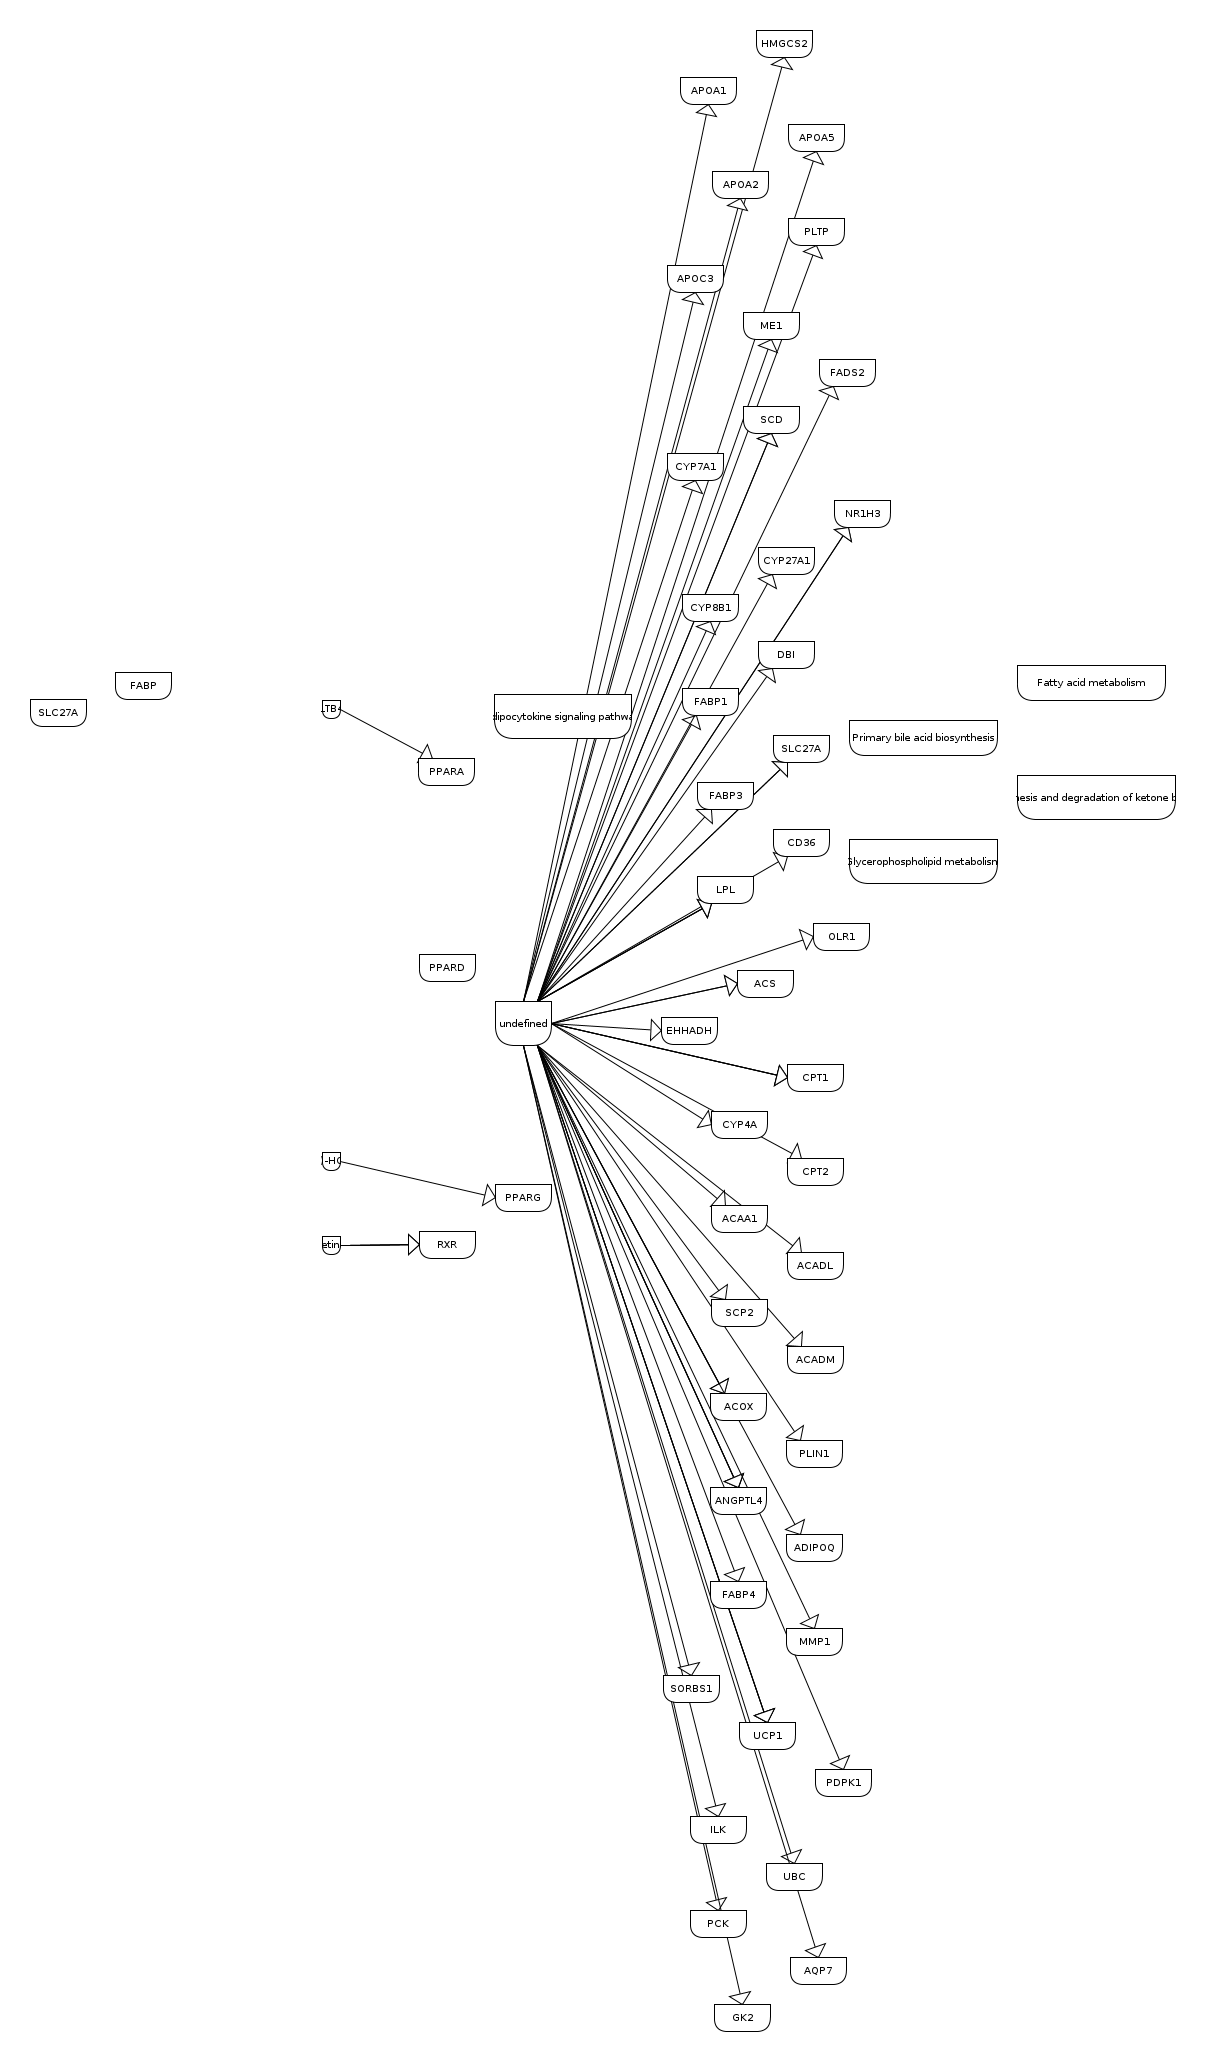 HMGCS2
APOA1
APOA5
APOA2
PLTP
APOC3
ME1
FADS2
SCD
CYP7A1
NR1H3
CYP27A1
CYP8B1
DBI
Fatty acid metabolism
FABP
FABP1
SLC27A
LTB
dipocytokine signaling pathwa
Primary bile acid biosynthesis
SLC27A
PPARA
FABP3
nesis and degradation of ketone b
CD36
Glycerophospholipid metabolism
LPL
OLR1
PPARD
ACS
undefined
EHHADH
CPT1
CYP4A
-HO
CPT2
PPARG
ACAA1
etin
RXR
ACADL
SCP2
ACADM
ACOX
PLIN1
ANGPTL4
ADIPOQ
FABP4
MMP1
SORBS1
UCP1
PDPK1
ILK
UBC
PCK
AQP7
GK2